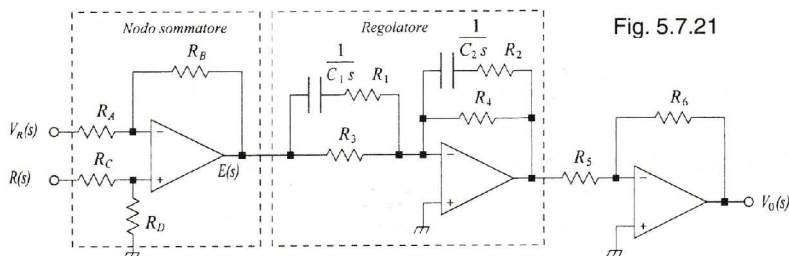 Nodo sommatore
Regolatore
Fig. 5.7.21
R_B
1
C_1 s
R_1
1
C_2 s
R_2
R_4
R_6
V_R(s)
R_A
−
R_3
−
R_5
−
R(s)
R_C
+
E(s)
+
+
V_0(s)
R_D